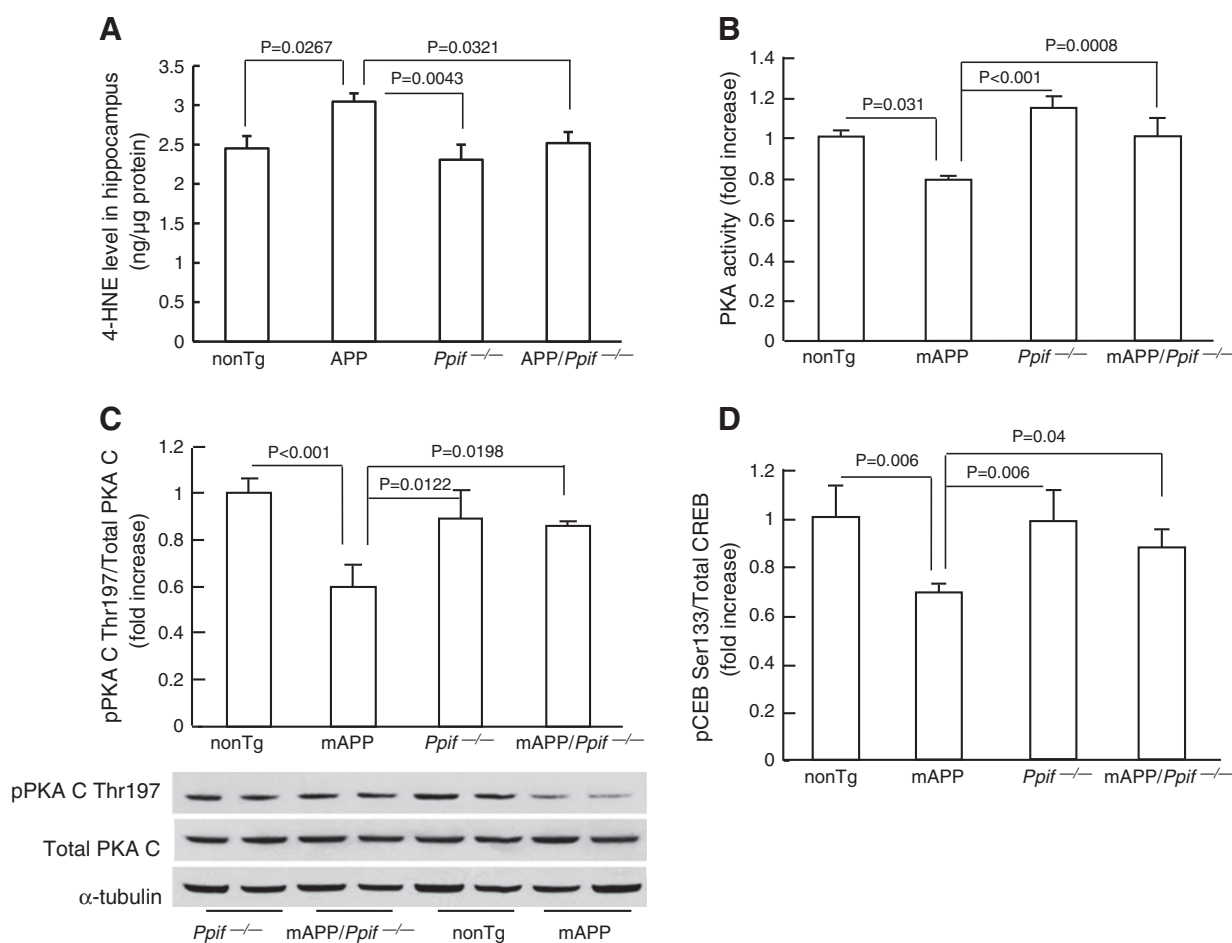 A
P=0.0267
P=0.0321
P=0.0043
4-HNE level in hippocampus
(ng/µg protein)
3.5
3
2.5
2
1.5
1
0.5
0
nonTg
APP
Ppif —/—
APP/Ppif —/—
B
P=0.0008
P<0.001
P=0.031
PKA activity (fold increase)
1.4
1.2
1
0.8
0.6
0.4
0.2
0
nonTg
mAPP
Ppif —/—
mAPP/Ppif —/—
C
P<0.001
P=0.0198
P=0.0122
pPKA C Thr197/Total PKA C
(fold increase)
1.2
1
0.8
0.6
0.4
0.2
0
nonTg
mAPP
Ppif —/—
mAPP/Ppif —/—
pPKA C Thr197
Total PKA C
α-tubulin
Ppif —/—
mAPP/Ppif —/—
nonTg
mAPP
D
P=0.04
P=0.006
P=0.006
pCEB Ser133/Total CREB
(fold increase)
1.2
1
0.8
0.6
0.4
0.2
0
nonTg
mAPP
Ppif —/—
mAPP/Ppif —/—